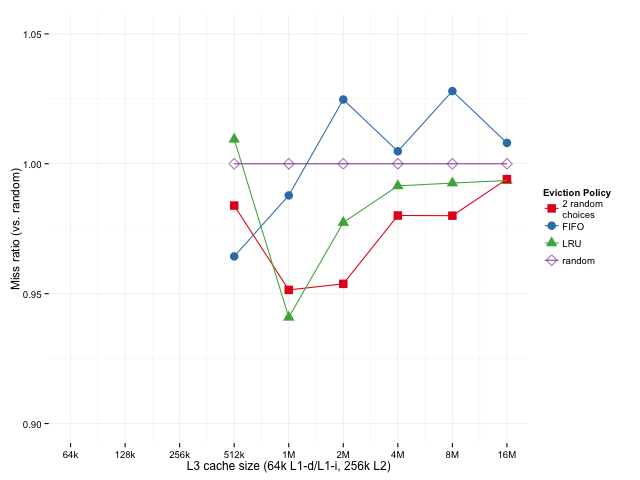 1.05
1.00
0.95
0.90
Miss ratio (vs. random)
64k 128k 256k 512k 1M 2M 4M 8M 16M
L3 cache size (64k L1-d/L1-i, 256k L2)
Eviction Policy
2 random
choices
FIFO
LRU
random